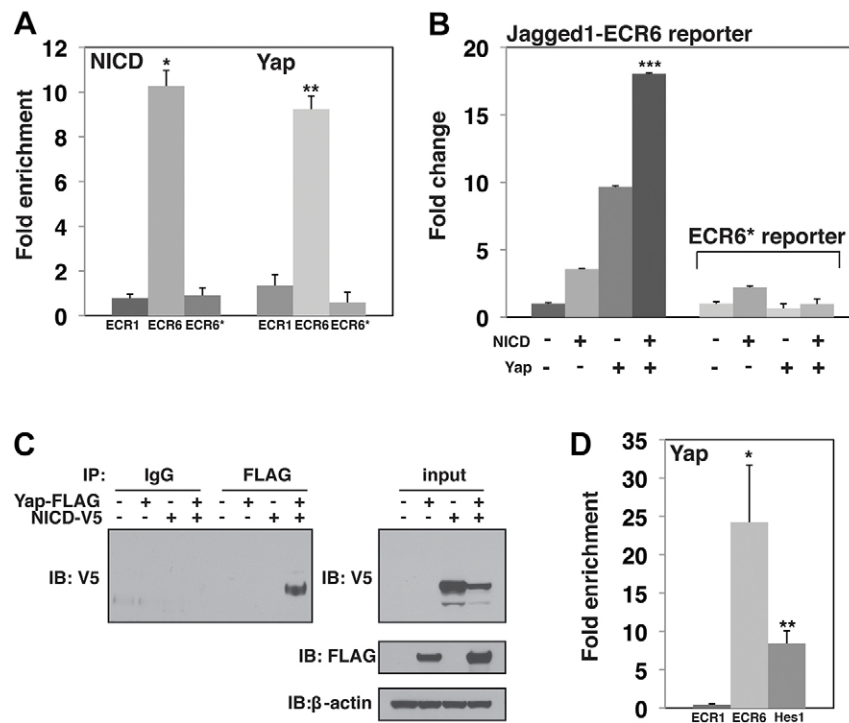 A
NICD
Yap
*
**
Fold enrichment
12
10
8
6
4
2
0
ECR1 ECR6 ECR6* ECR1 ECR6 ECR6*
B
Jagged1-ECR6 reporter
***
Fold change
20
15
10
5
0
ECR6* reporter
NICD - + - + - + - +
Yap - - + + - - + +
C
IP: IgG FLAG input
Yap-FLAG - + - + - + - + - + - +
NICD-V5 - - + + - - + + - - + +
IB: V5 IB: V5
IB: FLAG
IB:β-actin
D
Yap
*
**
Fold enrichment
35
30
25
20
15
10
5
0
ECR1 ECR6 Hes1